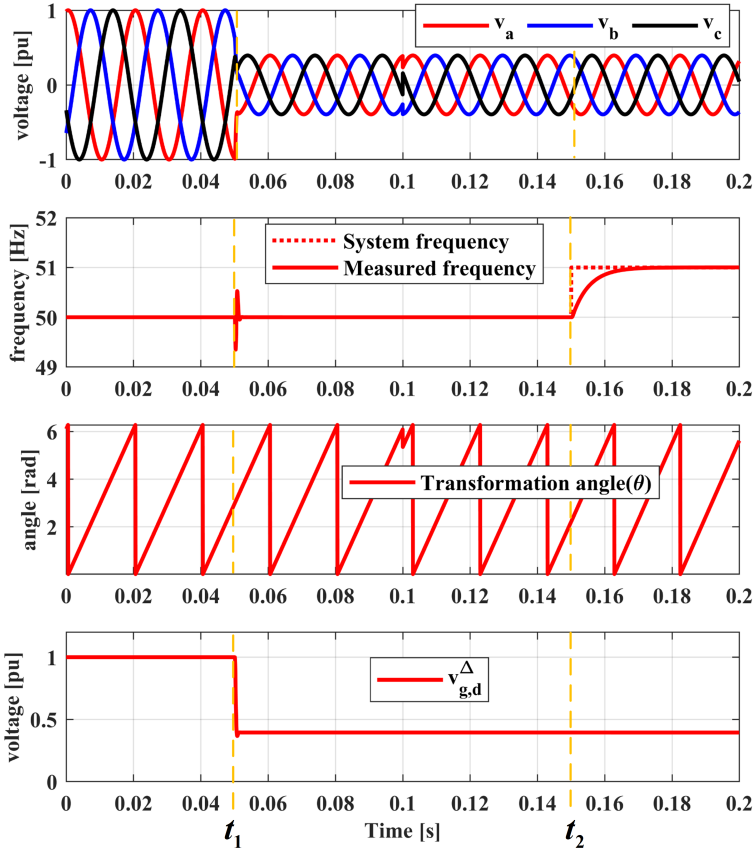 1
0
-1
voltage [pu]
v_a v_b v_c
0 0.02 0.04 0.06 0.08 0.1 0.12 0.14 0.16 0.18 0.2
52
51
50
49
frequency [Hz]
System frequency
Measured frequency
0 0.02 0.04 0.06 0.08 0.1 0.12 0.14 0.16 0.18 0.2
6
4
2
angle [rad]
Transformation angle(θ)
0 0.02 0.04 0.06 0.08 0.1 0.12 0.14 0.16 0.18 0.2
1
0.5
0
voltage [pu]
v_{g,d}^Δ
0 0.02 0.04 0.06 0.08 0.1 0.12 0.14 0.16 0.18 0.2
t_1 Time [s] t_2